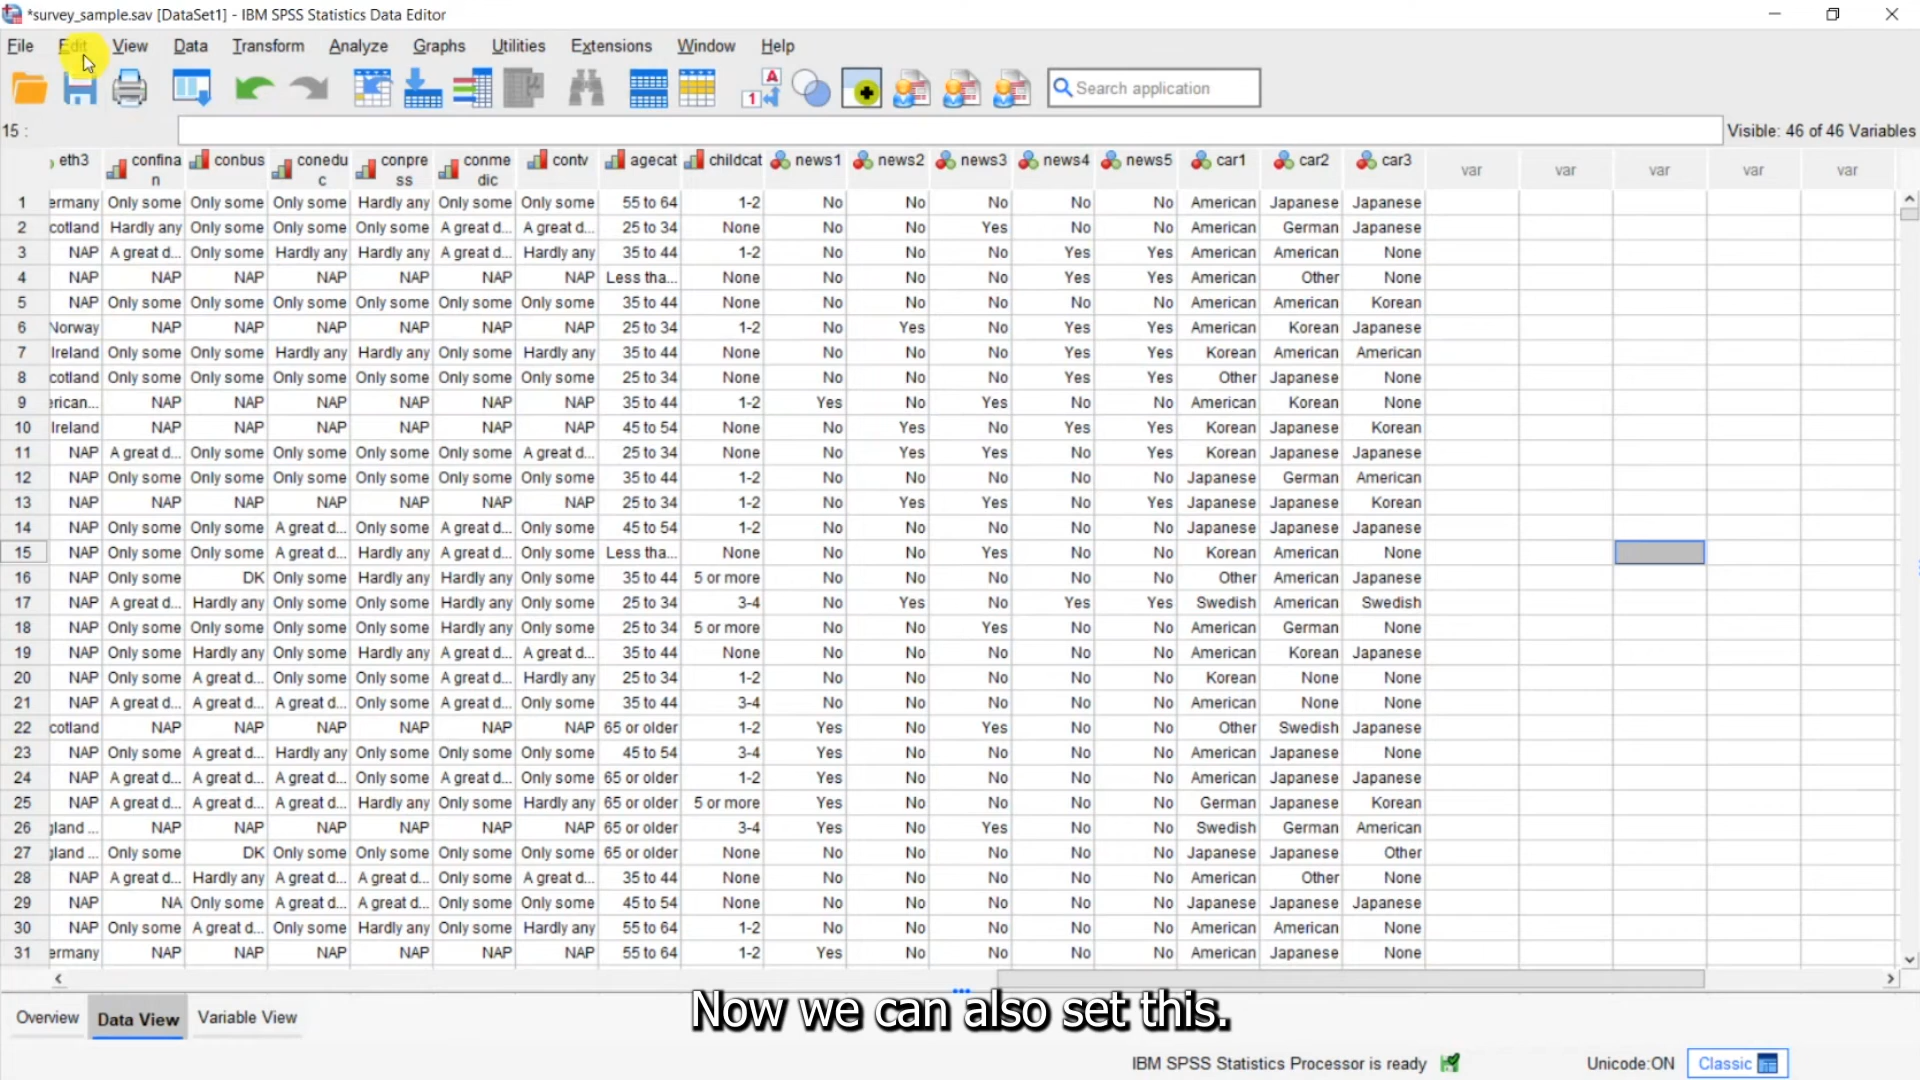 *survey_sample.sav [DataSet1] - IBM SPSS Statistics Data Editor
File Edit View Data Transform Analyze Graphs Utilities Extensions Window Help
1 A Search application
15 : Visible: 46 of 46 Variables
eth3 confinan conbus coneduc conpress conmedic contv agecat childcat news1 news2 news3 news4 news5 car1 car2 car3 var var var var var
1 ermany Only some Only some Only some Hardly any Only some Only some 55 to 64 1-2 No No No No No American Japanese Japanese
2 cotland Hardly any Only some Only some Only some A great d... A great d... 25 to 34 None No No Yes No No American German Japanese
3 NAP A great d... Only some Hardly any Hardly any A great d... Hardly any 35 to 44 1-2 No No No Yes Yes American American None
4 NAP NAP NAP NAP NAP NAP NAP Less tha... None No No No Yes Yes American Other None
5 NAP Only some Only some Only some Only some Only some Only some 35 to 44 None No No No No No American American Korean
6 Norway NAP NAP NAP NAP NAP NAP 25 to 34 1-2 No Yes No Yes Yes American Korean Japanese
7 Ireland Only some Only some Hardly any Hardly any Only some Hardly any 35 to 44 None No No No Yes Yes Korean American American
8 cotland Only some Only some Only some Only some Only some Only some 25 to 34 None No No No Yes Yes Other Japanese None
9 erican... NAP NAP NAP NAP NAP NAP 35 to 44 1-2 Yes No Yes No No American Korean None
10 Ireland NAP NAP NAP NAP NAP NAP 45 to 54 None No Yes No Yes Yes Korean Japanese Korean
11 NAP A great d... Only some Only some Only some Only some A great d... 25 to 34 None No Yes Yes No Yes Korean Japanese Japanese
12 NAP Only some Only some Only some Only some Only some Only some 35 to 44 1-2 No No No No No Japanese German American
13 NAP NAP NAP NAP NAP NAP NAP 25 to 34 1-2 No Yes Yes No Yes Japanese Japanese Korean
14 NAP Only some Only some A great d... Only some A great d... Only some 45 to 54 1-2 No No No No No Japanese Japanese Japanese
15 NAP Only some Only some A great d... Hardly any A great d... Only some Less tha... None No No Yes No No Korean American None
16 NAP Only some DK Only some Hardly any Hardly any Only some 35 to 44 5 or more No No No No No Other American Japanese
17 NAP A great d... Hardly any Only some Only some Hardly any Only some 25 to 34 3-4 No Yes No Yes Yes Swedish American Swedish
18 NAP Only some Only some Only some Only some Hardly any Only some 25 to 34 5 or more No No Yes No No American German None
19 NAP Only some Hardly any Only some Hardly any A great d... A great d... 35 to 44 None No No No No No American Korean Japanese
20 NAP Only some A great d... Only some Only some A great d... Hardly any 25 to 34 1-2 No No No No No Korean None None
21 NAP A great d... A great d... A great d... Only some A great d... Only some 35 to 44 3-4 No No No No No American None None
22 cotland NAP NAP NAP NAP NAP NAP 65 or older 1-2 Yes No Yes No No Other Swedish Japanese
23 NAP Only some A great d... Hardly any Only some Only some Only some 45 to 54 3-4 Yes No No No No American Japanese None
24 NAP A great d... A great d... A great d... Only some A great d... Only some 65 or older 1-2 Yes No No No No American Japanese Japanese
25 NAP A great d... A great d... A great d... Hardly any Only some Hardly any 65 or older 5 or more Yes No No No No German Japanese Korean
26 gland ... NAP NAP NAP NAP NAP NAP 65 or older 3-4 Yes No Yes No No Swedish German American
27 gland ... Only some DK Only some Only some Only some Only some 65 or older None No No No No No Japanese Japanese Other
28 NAP A great d... Hardly any A great d... A great d... Only some A great d... 35 to 44 None No No No No No American Other None
29 NAP NA Only some A great d... A great d... Only some Only some 45 to 54 None No No No No No Japanese Japanese Japanese
30 NAP Only some A great d... Only some Hardly any Only some Hardly any 55 to 64 1-2 No No No No No American American None
31 ermany NAP NAP NAP NAP NAP NAP 55 to 64 1-2 Yes No No No No American Japanese None
Now we can also set this.
Overview Data View Variable View
IBM SPSS Statistics Processor is ready Unicode:ON Classic